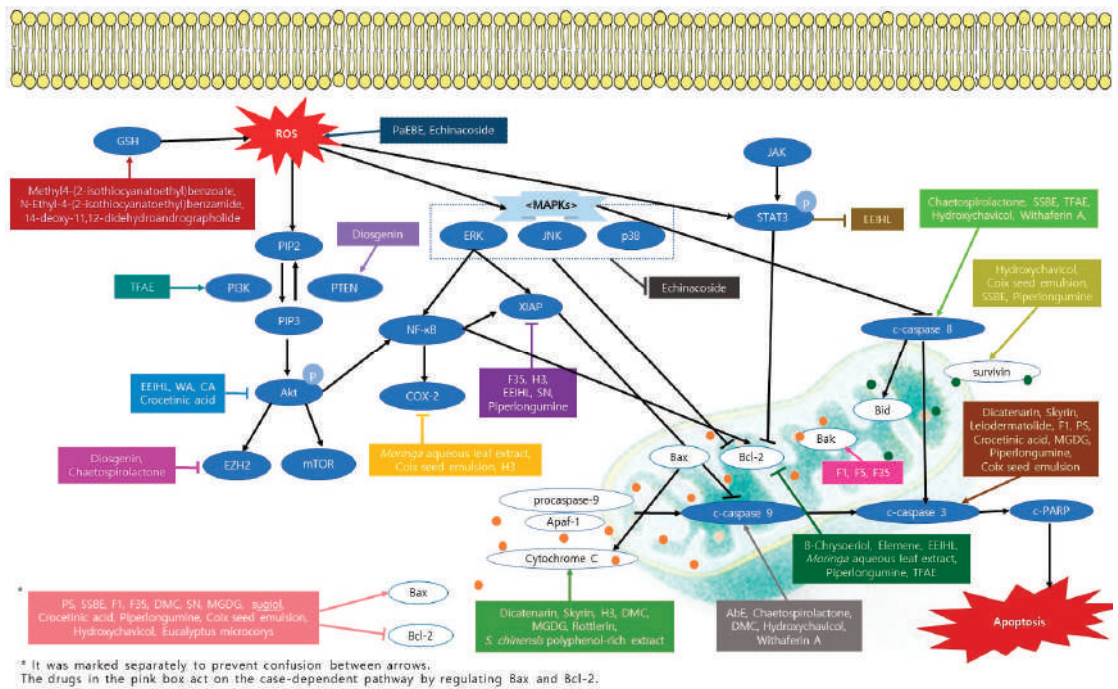 GSH
ROS
PaEBE, Echinacoside
JAK
Methyl4-(2-isothiocyanatoethyl)benzoate,
N-Ethyl-4-(2-isothiocyanatoethyl)benzamide,
14-deoxy-11,12-didehydroandrographolide
<MAPKs>
P
STAT3
EEIHL
Chaetospirolactone, SSBE, TFAE,
Hydroxychavicol, Withaferin A,
ERK
JNK
p38
PIP2
Diosgenin
TFAE
PI3K
PTEN
Echinacoside
Hydroxychavicol,
Coix seed emulsion,
SSBE, Piperlongumine
PIP3
NF-κB
XIAP
c-caspase 8
survivin
EEIHL, WA, CA
Crocetinic acid
P
Akt
COX-2
F35, H3,
EEIHL, SN,
Piperlongumine
Bid
Dicatenarin, Skyrin,
Leiodermatolide, F1, PS,
Crocetinic acid, MGDG,
Piperlongumine,
Coix seed emulsion
Diosgenin,
Chaetospirolactone
EZH2
mTOR
Moringa aqueous leaf extract,
Coix seed emulsion, H3
Bax
Bcl-2
Bak
F1, F5, F35
procaspase-9
Apaf-1
c-caspase 9
c-caspase 3
c-PARP
Cytochrome C
B-Chrysoeriol, Elemene, EEIHL,
Moringa aqueous leaf extract,
Piperlongumine, TFAE
*
PS, SSBE, F1, F35, DMC, SN, MGDG, sugiol,
Crocetinic acid, Piperlongumine, Coix seed emulsion,
Hydroxychavicol, Eucalyptus microcorys
Bax
Bcl-2
Dicatenarin, Skyrin, H3, DMC,
MGDG, Rottlerin,
S. chinensis polyphenol-rich extract
AbE, Chaetospirolactone,
DMC, Hydroxychavicol,
Withaferin A
Apoptosis
* It was marked separately to prevent confusion between arrows.
The drugs in the pink box act on the case-dependent pathway by regulating Bax and Bcl-2.